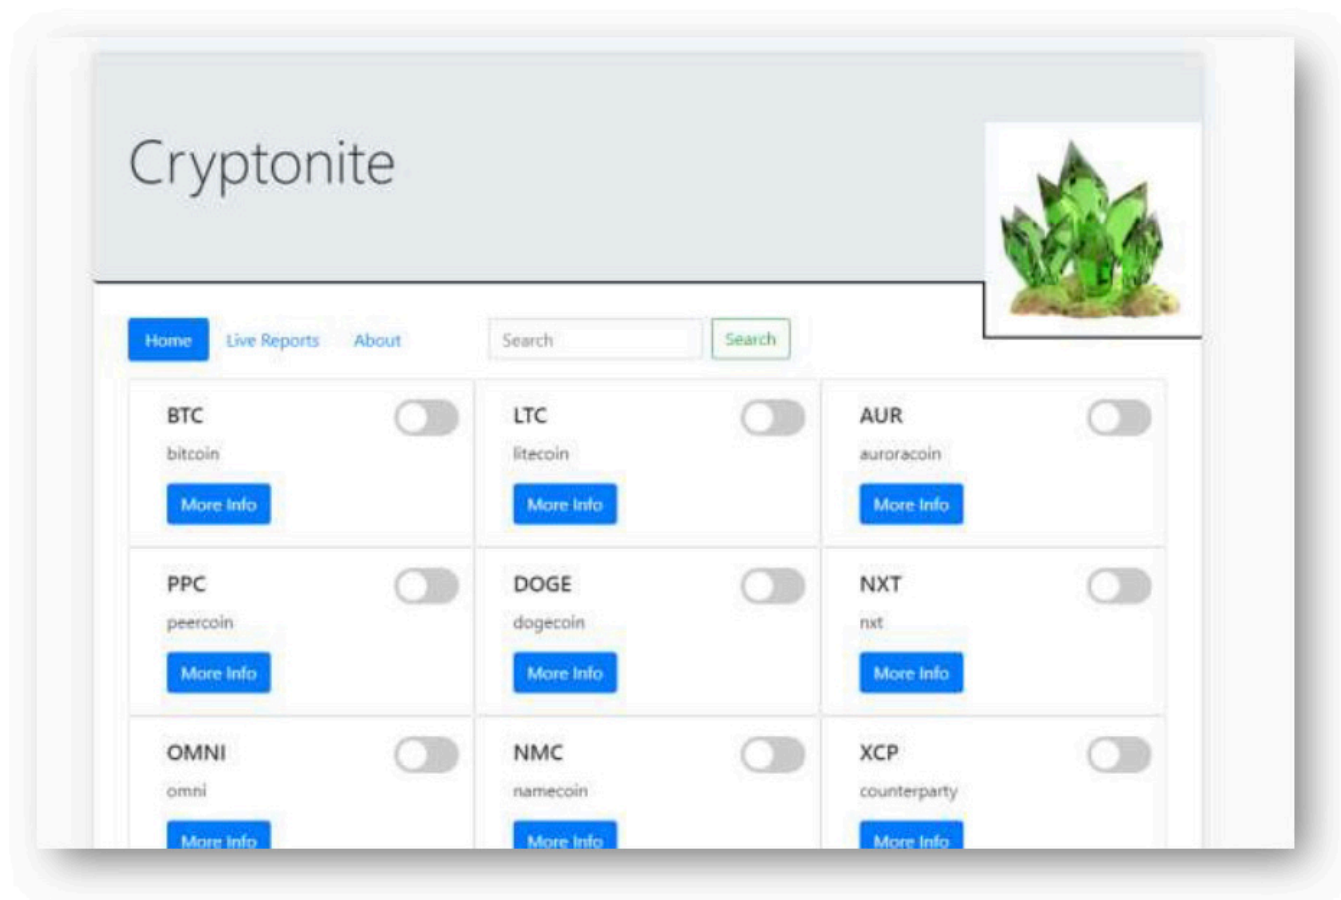 Cryptonite
Home Live Reports About Search Search
BTC LTC AUR
bitcoin litecoin auroracoin
More Info More Info More Info
PPC DOGE NXT
peercoin dogecoin nxt
More Info More Info More Info
OMNI NMC XCP
omni namecoin counterparty
More Info More Info More Info